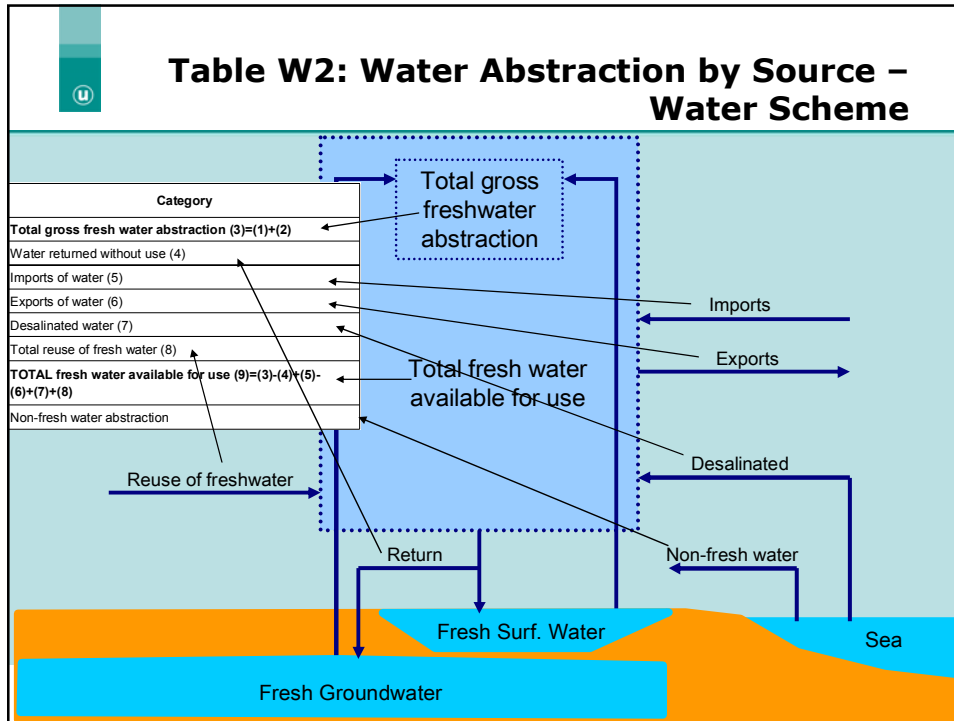 Table W2: Water Abstraction by Source –
Water Scheme
u
Total gross
freshwater
abstraction
Category
Total gross fresh water abstraction (3)=(1)+(2)
Water returned without use (4)
Imports of water (5)
Exports of water (6)
Desalinated water (7)
Total reuse of fresh water (8)
TOTAL fresh water available for use (9)=(3)-(4)+(5)-
(6)+(7)+(8)
Non-fresh water abstraction
Imports
Exports
Total fresh water
available for use
Desalinated
Reuse of freshwater
Return
Non-fresh water
Fresh Surf. Water
Sea
Fresh Groundwater